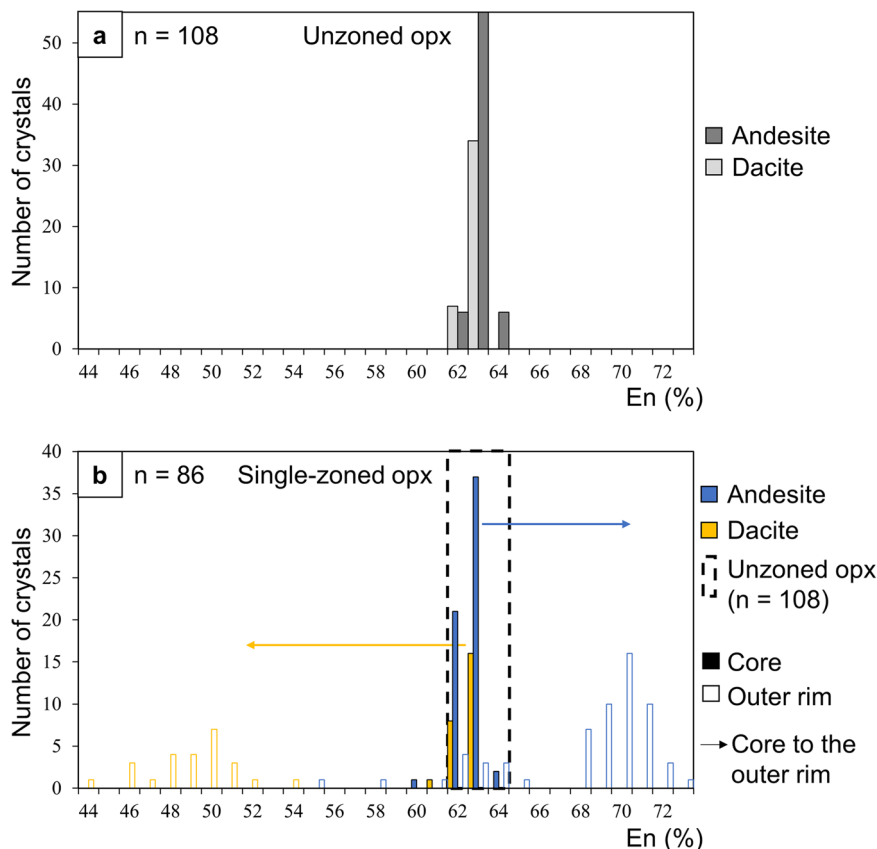 a n = 108 Unzoned opx
Number of crystals
50
40
30
20
10
0
44 46 48 50 52 54 56 58 60 62 64 66 68 70 72
En (%)
Andesite
Dacite
b n = 86 Single-zoned opx
Number of crystals
40
35
30
25
20
15
10
5
0
44 46 48 50 52 54 56 58 60 62 64 66 68 70 72
En (%)
Andesite
Dacite
Unzoned opx
(n = 108)
Core
Outer rim
Core to the
outer rim